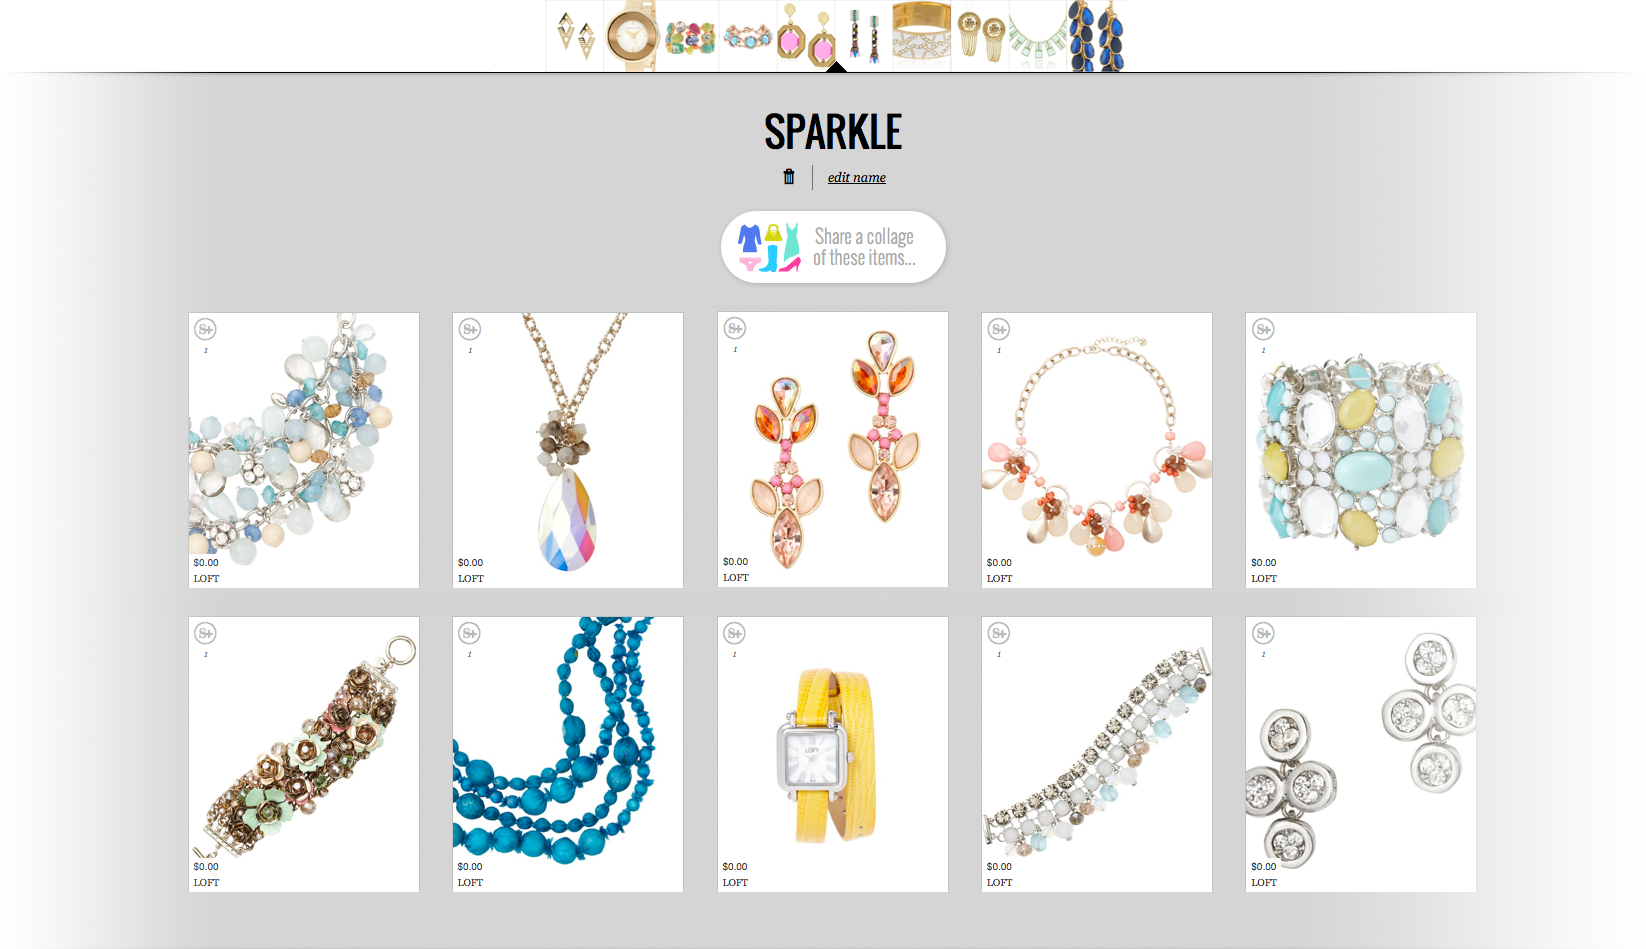 SPARKLE
edit name
Share a collage
of these items...
S+
1
$0.00
LOFT
S+
1
$0.00
LOFT
S+
1
$0.00
LOFT
S+
1
$0.00
LOFT
S+
1
$0.00
LOFT
S+
1
$0.00
LOFT
S+
1
$0.00
LOFT
S+
1
LOFT
$0.00
LOFT
S+
1
$0.00
LOFT
S+
1
$0.00
LOFT